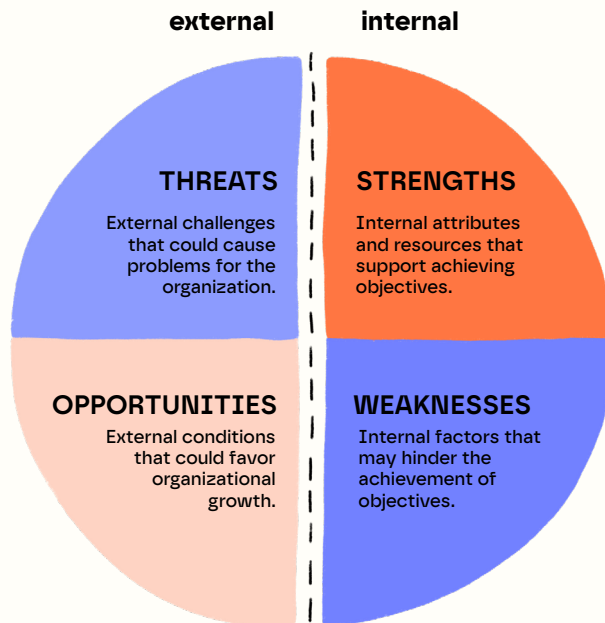 external
internal
THREATS
External challenges
that could cause
problems for the
organization.
STRENGTHS
Internal attributes
and resources that
support achieving
objectives.
OPPORTUNITIES
External conditions
that could favor
organizational
growth.
WEAKNESSES
Internal factors that
may hinder the
achievement of
objectives.